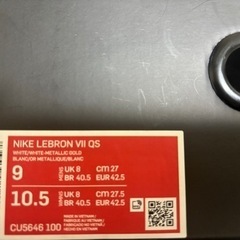 NIKE LEBRON VII QS
WHITE/WHITE-METALLIC GOLD
BLANC/OR METALLIQUE/BLANC
9 UK 8 CM 27
BR 40.5 EUR 42.5
10.5 UK 8 CM 27.5
BR 40.5 EUR 42.5
CU5646 100
MADE IN VIETNAM